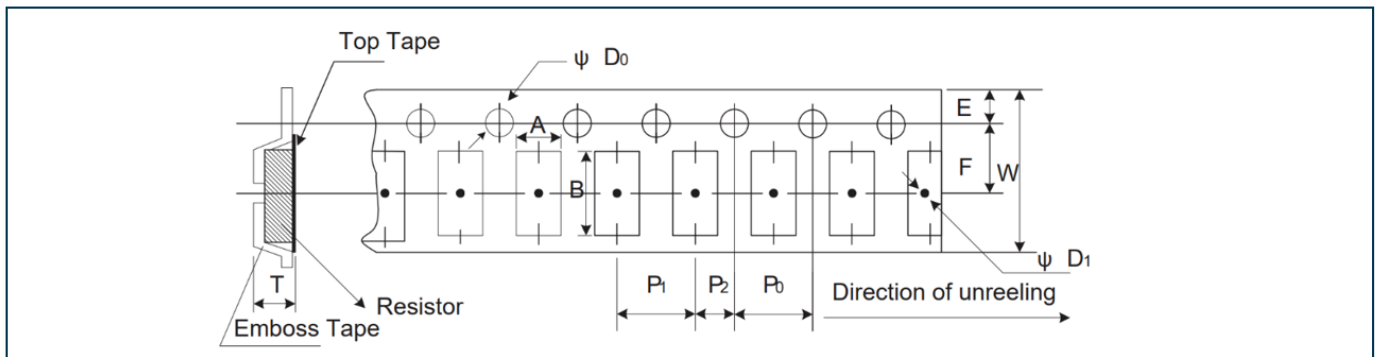 Top Tape
ψ D₀
A
E
B
F
W
T
Resistor
Emboss Tape
P₁
P₂
P₀
ψ D₁
Direction of unreeling